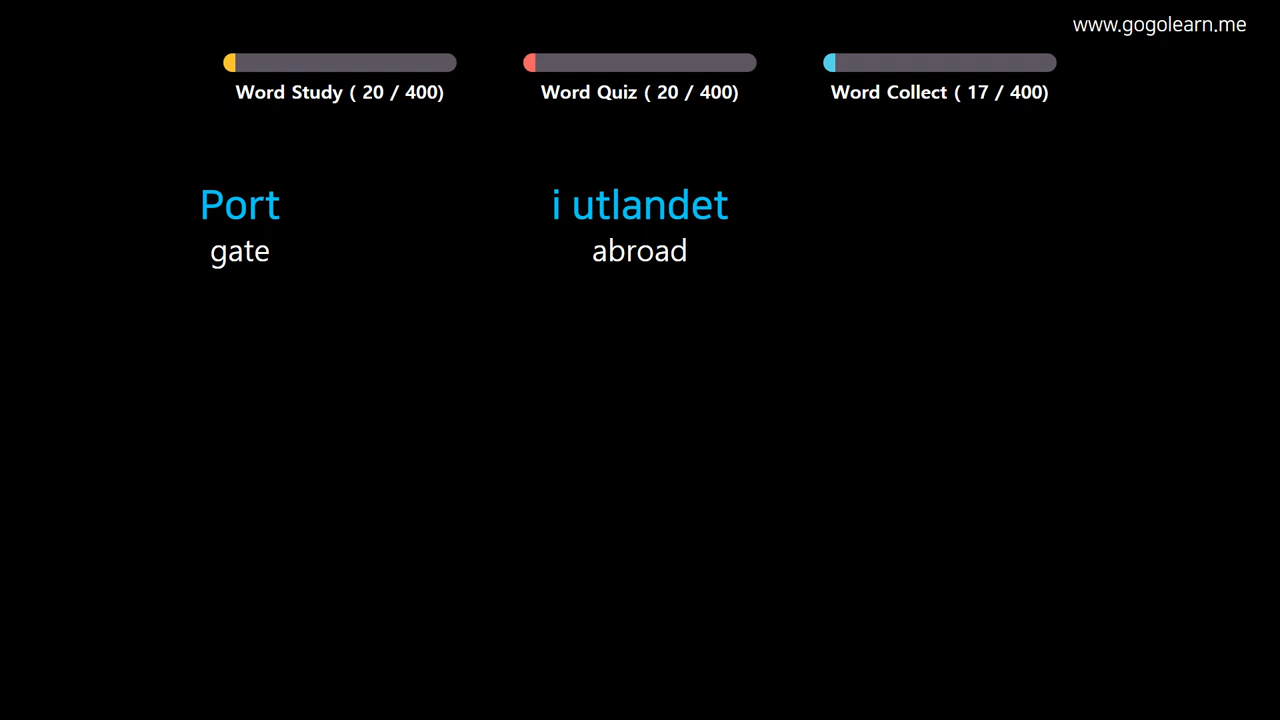 www.gogolearn.me
Word Study ( 20 / 400)
Word Quiz ( 20 / 400)
Word Collect ( 17 / 400)
Port
gate
i utlandet
abroad